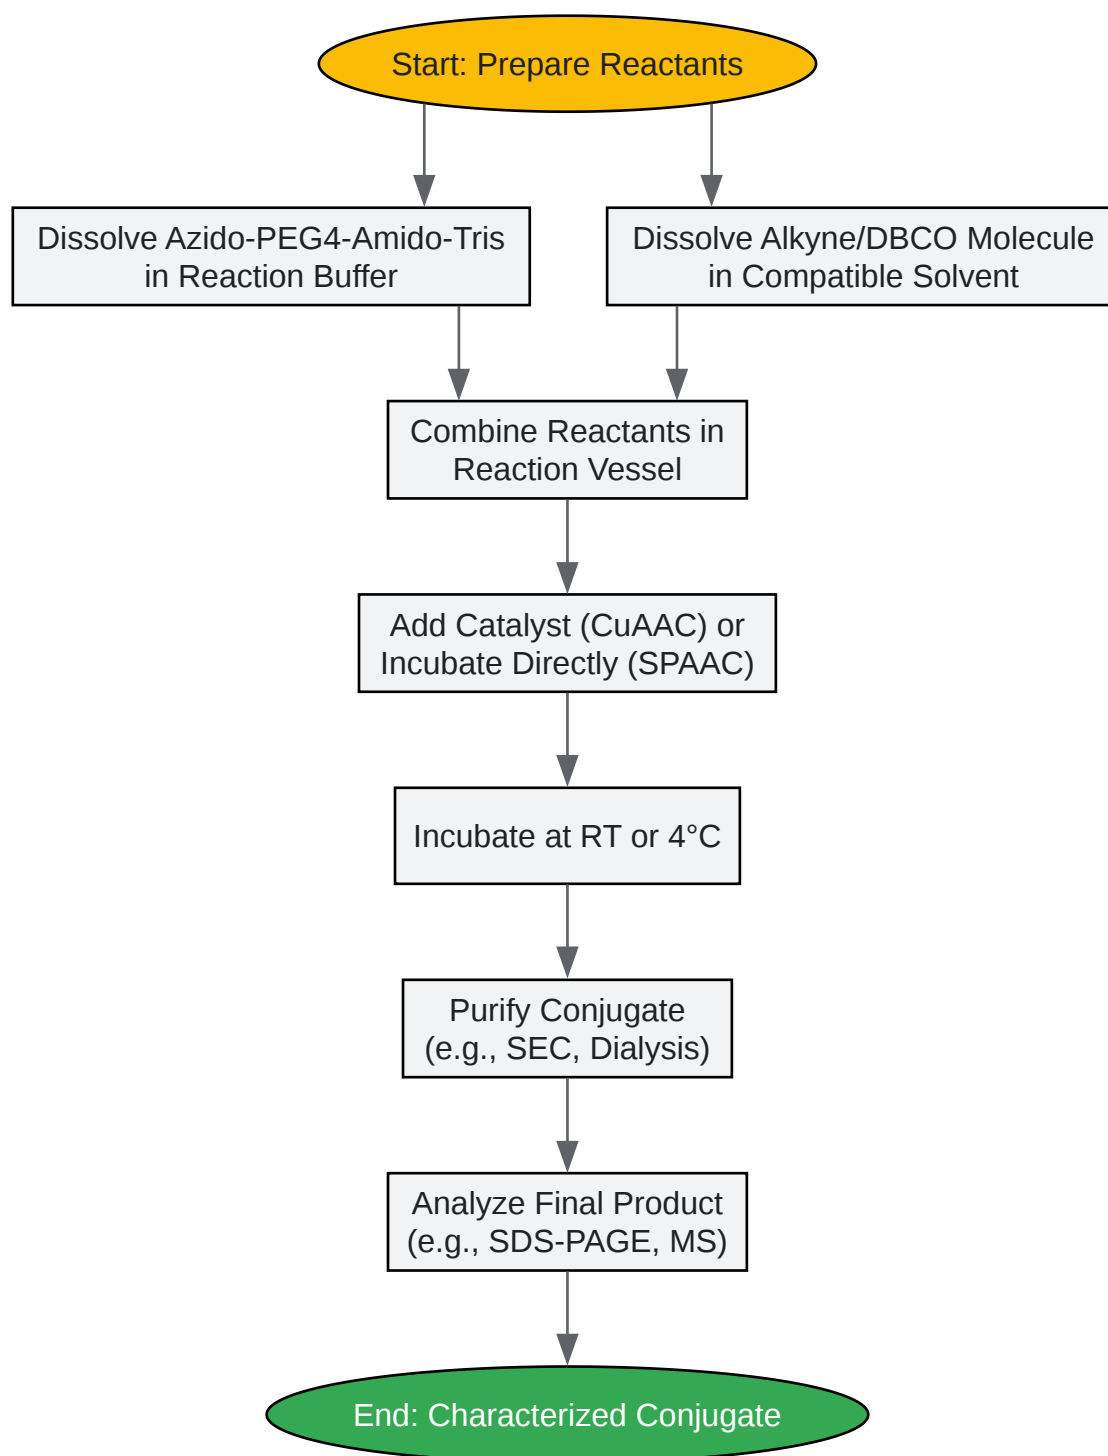 Start: Prepare Reactants
Dissolve Azido-PEG4-Amido-Tris
in Reaction Buffer
Dissolve Alkyne/DBCO Molecule
in Compatible Solvent
Combine Reactants in
Reaction Vessel
Add Catalyst (CuAAC) or
Incubate Directly (SPAAC)
Incubate at RT or 4°C
Purify Conjugate
(e.g., SEC, Dialysis)
Analyze Final Product
(e.g., SDS-PAGE, MS)
End: Characterized Conjugate